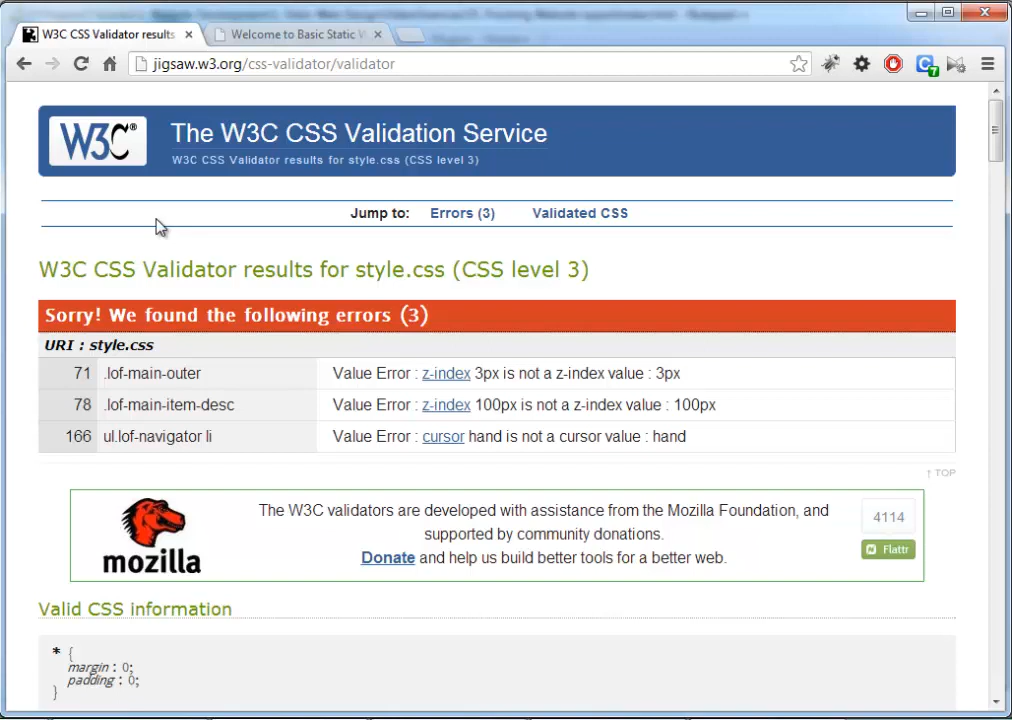 W3C CSS Validator results
Welcome to Basic Static W
jigsaw.w3.org/css-validator/validator
7
W3C®
The W3C CSS Validation Service
W3C CSS Validator results for style.css (CSS level 3)
Jump to: Errors (3) Validated CSS
W3C CSS Validator results for style.css (CSS level 3)
Sorry! We found the following errors (3)
URI : style.css
71 .lof-main-outer Value Error : z-index 3px is not a z-index value : 3px
78 .lof-main-item-desc Value Error : z-index 100px is not a z-index value : 100px
166 ul.lof-navigator li Value Error : cursor hand is not a cursor value : hand
↑ TOP
The W3C validators are developed with assistance from the Mozilla Foundation, and
supported by community donations.
Donate and help us build better tools for a better web.
mozilla
4114
Flattr
Valid CSS information
* {
margin : 0;
padding : 0;
}